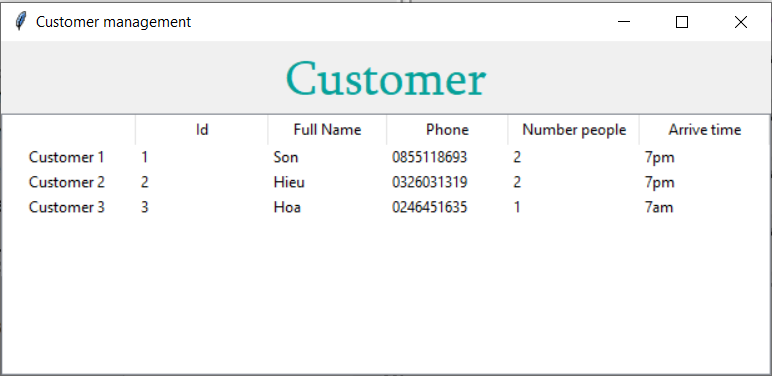 Customer management
Customer
Id Full Name Phone Number people Arrive time
Customer 1 1 Son 0855118693 2 7pm
Customer 2 2 Hieu 0326031319 2 7pm
Customer 3 3 Hoa 0246451635 1 7am